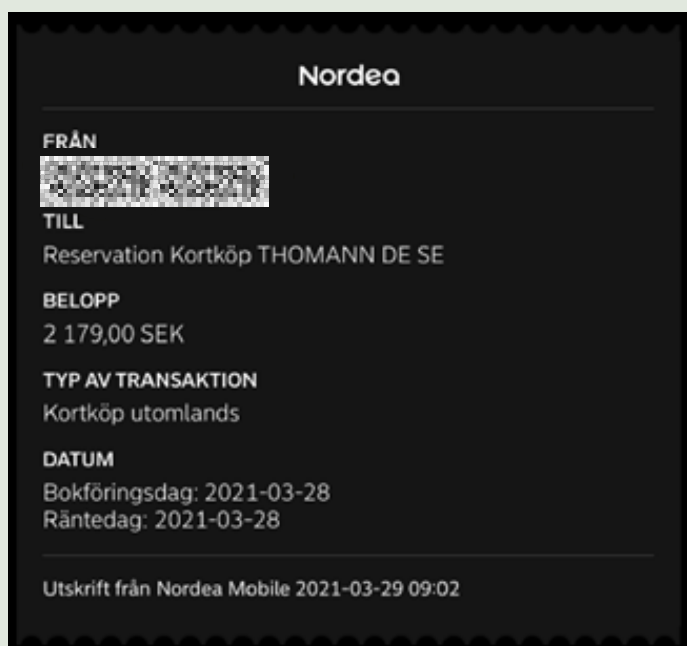 Nordea
FRÅN
TILL
Reservation Kortköp THOMANN DE SE
BELOPP
2 179,00 SEK
TYP AV TRANSAKTION
Kortköp utomlands
DATUM
Bokföringsdag: 2021-03-28
Räntedag: 2021-03-28
Utskrift från Nordea Mobile 2021-03-29 09:02